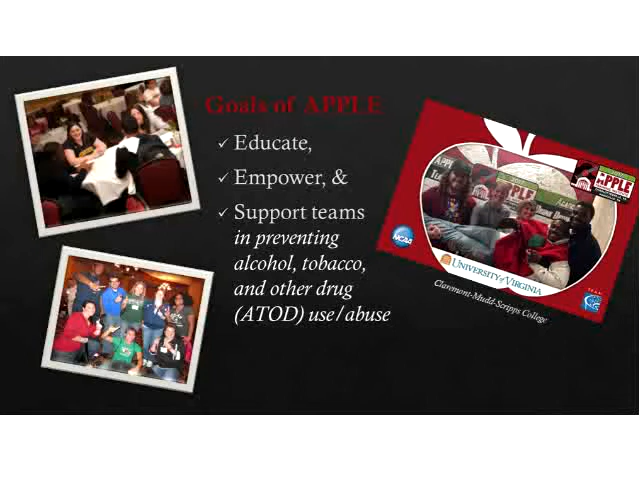 Goals of APPLE
✓ Educate,
✓ Empower, &
✓ Support teams
in preventing
alcohol, tobacco,
and other drug
(ATOD) use/abuse
NCAA
UNIVERSITY of VIRGINIA
Claremont-Mudd-Scripps College